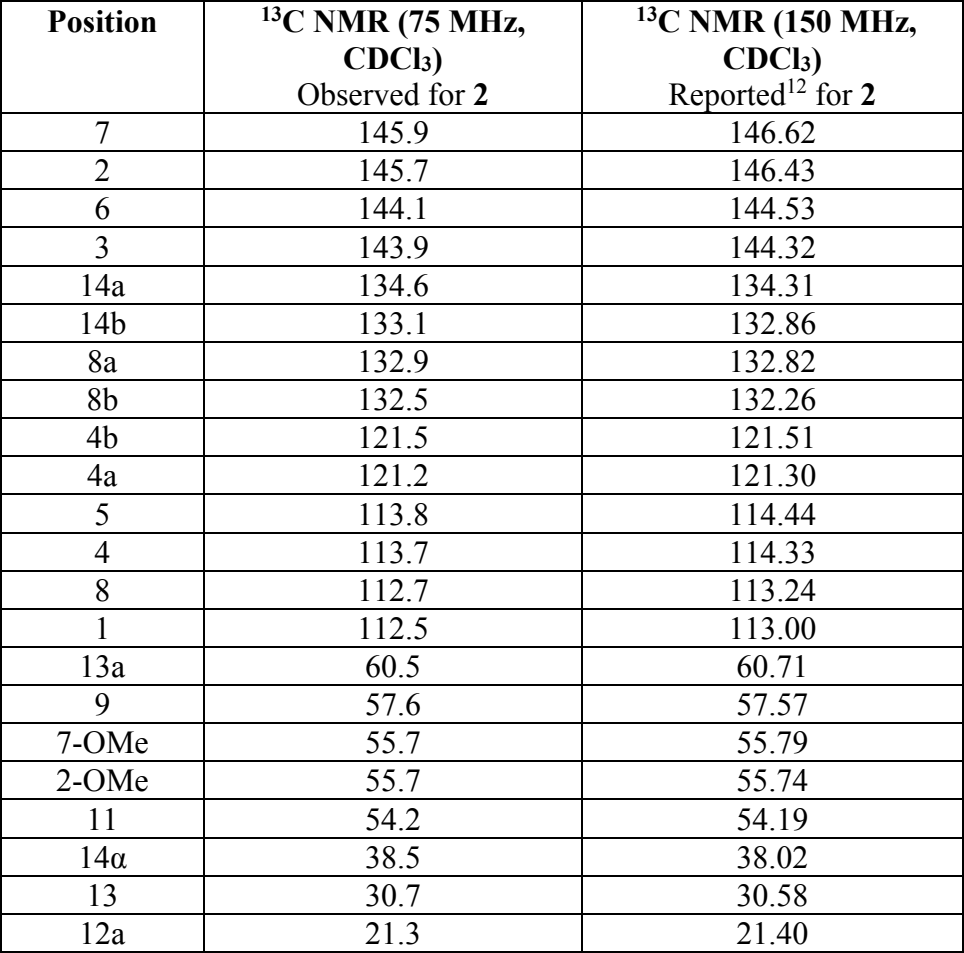 Position ¹³C NMR (75 MHz, ¹³C NMR (150 MHz,
CDCl₃) CDCl₃)
Observed for 2 Reported¹² for 2
7 145.9 146.62
2 145.7 146.43
6 144.1 144.53
3 143.9 144.32
14a 134.6 134.31
14b 133.1 132.86
8a 132.9 132.82
8b 132.5 132.26
4b 121.5 121.51
4a 121.2 121.30
5 113.8 114.44
4 113.7 114.33
8 112.7 113.24
1 112.5 113.00
13a 60.5 60.71
9 57.6 57.57
7-OMe 55.7 55.79
2-OMe 55.7 55.74
11 54.2 54.19
14α 38.5 38.02
13 30.7 30.58
12a 21.3 21.40